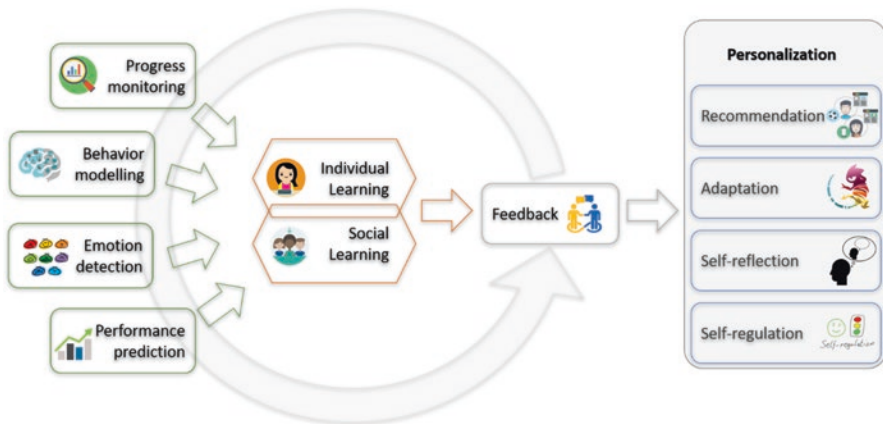 Progress
monitoring
Behavior
modelling
Emotion
detection
Performance
prediction
Individual
Learning
Social
Learning
Feedback
Personalization
Recommendation
Adaptation
Self-reflection
Self-regulation
Self-regulation